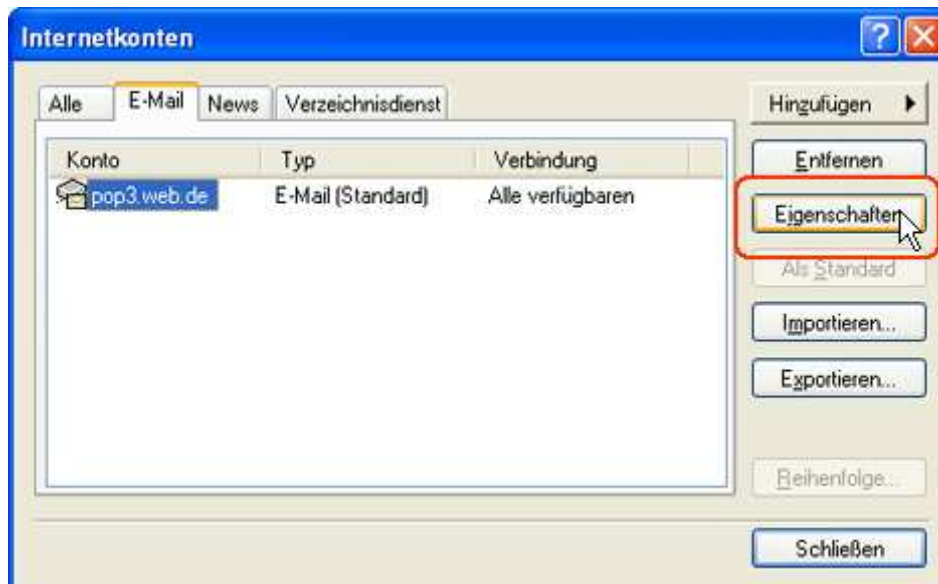 Internetkonten
Alle E-Mail News Verzeichnisdienst
Hinzufügen
Konto Typ Verbindung
pop3.web.de E-Mail (Standard) Alle verfügbaren
Entfernen
Eigenschaften
Als Standard
Importieren...
Exportieren...
Reihenfolge...
Schließen